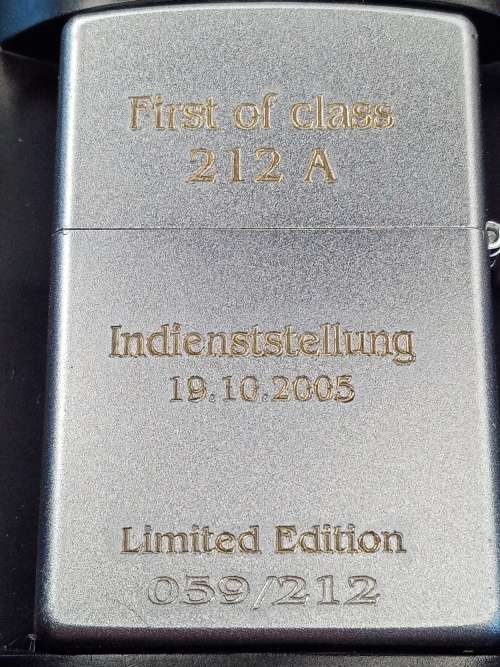 First of class
212 A
Indienststellung
19.10.2005
Limited Edition
059/212